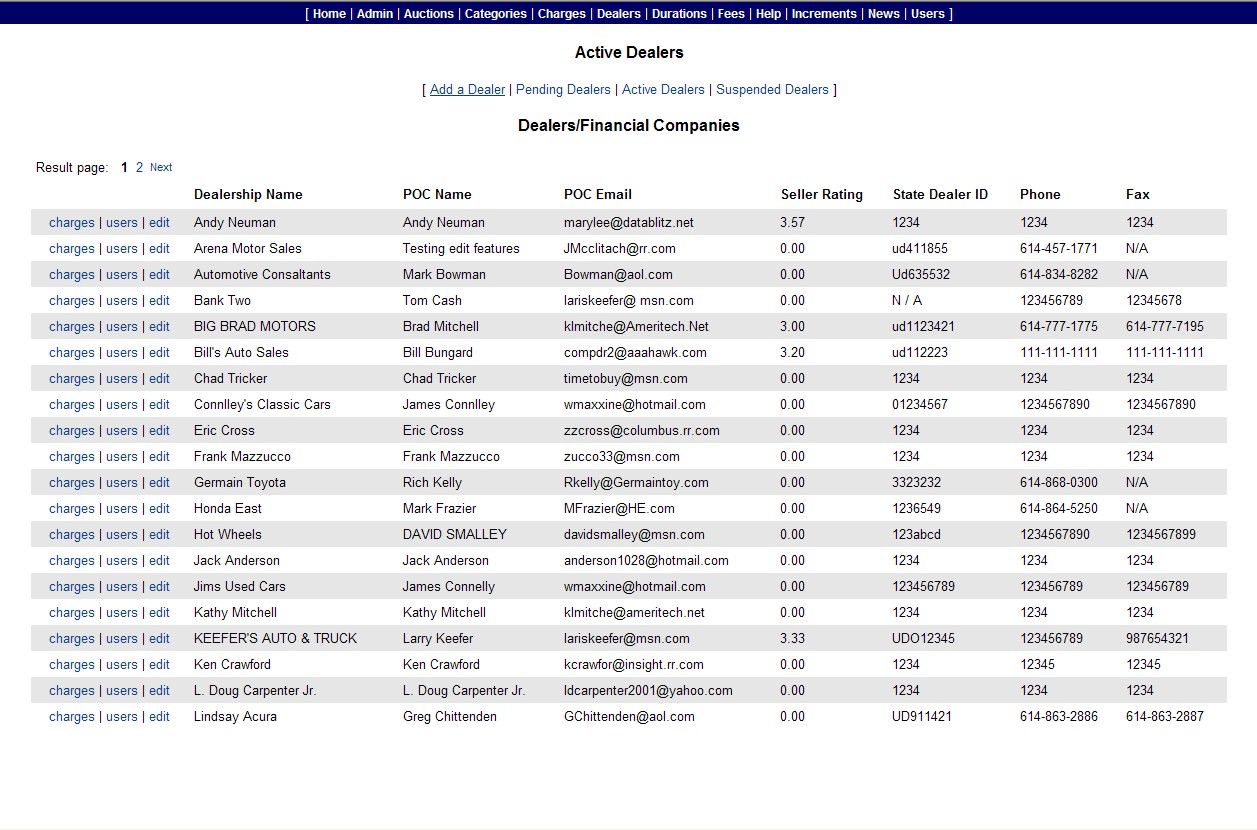 [ Home | Admin | Auctions | Categories | Charges | Dealers | Durations | Fees | Help | Increments | News | Users ]
Active Dealers
[ Add a Dealer | Pending Dealers | Active Dealers | Suspended Dealers ]
Dealers/Financial Companies
Result page: 1 2 Next
Dealership Name POC Name POC Email Seller Rating State Dealer ID Phone Fax
charges | users | edit Andy Neuman Andy Neuman marylee@datablitz.net 3.57 1234 1234 1234
charges | users | edit Arena Motor Sales Testing edit features JMcclitach@rr.com 0.00 ud411855 614-457-1771 N/A
charges | users | edit Automotive Consaltants Mark Bowman Bowman@aol.com 0.00 Ud635532 614-834-8282 N/A
charges | users | edit Bank Two Tom Cash lariskeefer@ msn.com 0.00 N / A 123456789 12345678
charges | users | edit BIG BRAD MOTORS Brad Mitchell klmitche@Ameritech.Net 3.00 ud1123421 614-777-1775 614-777-7195
charges | users | edit Bill's Auto Sales Bill Bungard compdr2@aaahawk.com 3.20 ud112223 111-111-1111 111-111-1111
charges | users | edit Chad Tricker Chad Tricker timetobuy@msn.com 0.00 1234 1234 1234
charges | users | edit Connlley's Classic Cars James Connlley wmaxxine@hotmail.com 0.00 01234567 1234567890 1234567890
charges | users | edit Eric Cross Eric Cross zzcross@columbus.rr.com 0.00 1234 1234 1234
charges | users | edit Frank Mazzucco Frank Mazzucco zucco33@msn.com 0.00 1234 1234 1234
charges | users | edit Germain Toyota Rich Kelly Rkelly@Germaintoy.com 0.00 3323232 614-868-0300 N/A
charges | users | edit Honda East Mark Frazier MFrazier@HE.com 0.00 1236549 614-864-5250 N/A
charges | users | edit Hot Wheels DAVID SMALLEY davidsmalley@msn.com 0.00 123abcd 1234567890 1234567899
charges | users | edit Jack Anderson Jack Anderson anderson1028@hotmail.com 0.00 1234 1234 1234
charges | users | edit Jims Used Cars James Connelly wmaxxine@hotmail.com 0.00 123456789 123456789 123456789
charges | users | edit Kathy Mitchell Kathy Mitchell klmitche@ameritech.net 0.00 1234 1234 1234
charges | users | edit KEEFER'S AUTO & TRUCK Larry Keefer lariskeefer@msn.com 3.33 UDO12345 123456789 987654321
charges | users | edit Ken Crawford Ken Crawford kcrawfor@insight.rr.com 0.00 1234 12345 12345
charges | users | edit L. Doug Carpenter Jr. L. Doug Carpenter Jr. ldcarpenter2001@yahoo.com 0.00 1234 1234 1234
charges | users | edit Lindsay Acura Greg Chittenden GChittenden@aol.com 0.00 UD911421 614-863-2886 614-863-2887